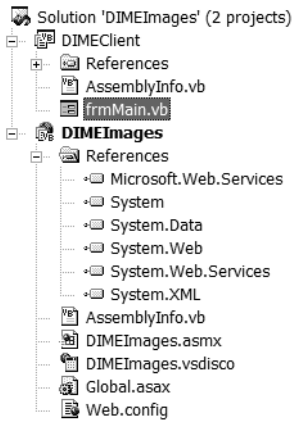 Solution 'DIMEImages' (2 projects)
DIMEClient
References
AssemblyInfo.vb
frmMain.vb
DIMEImages
References
Microsoft.Web.Services
System
System.Data
System.Web
System.Web.Services
System.XML
AssemblyInfo.vb
DIMEImages.asmx
DIMEImages.vsdisco
Global.asax
Web.config